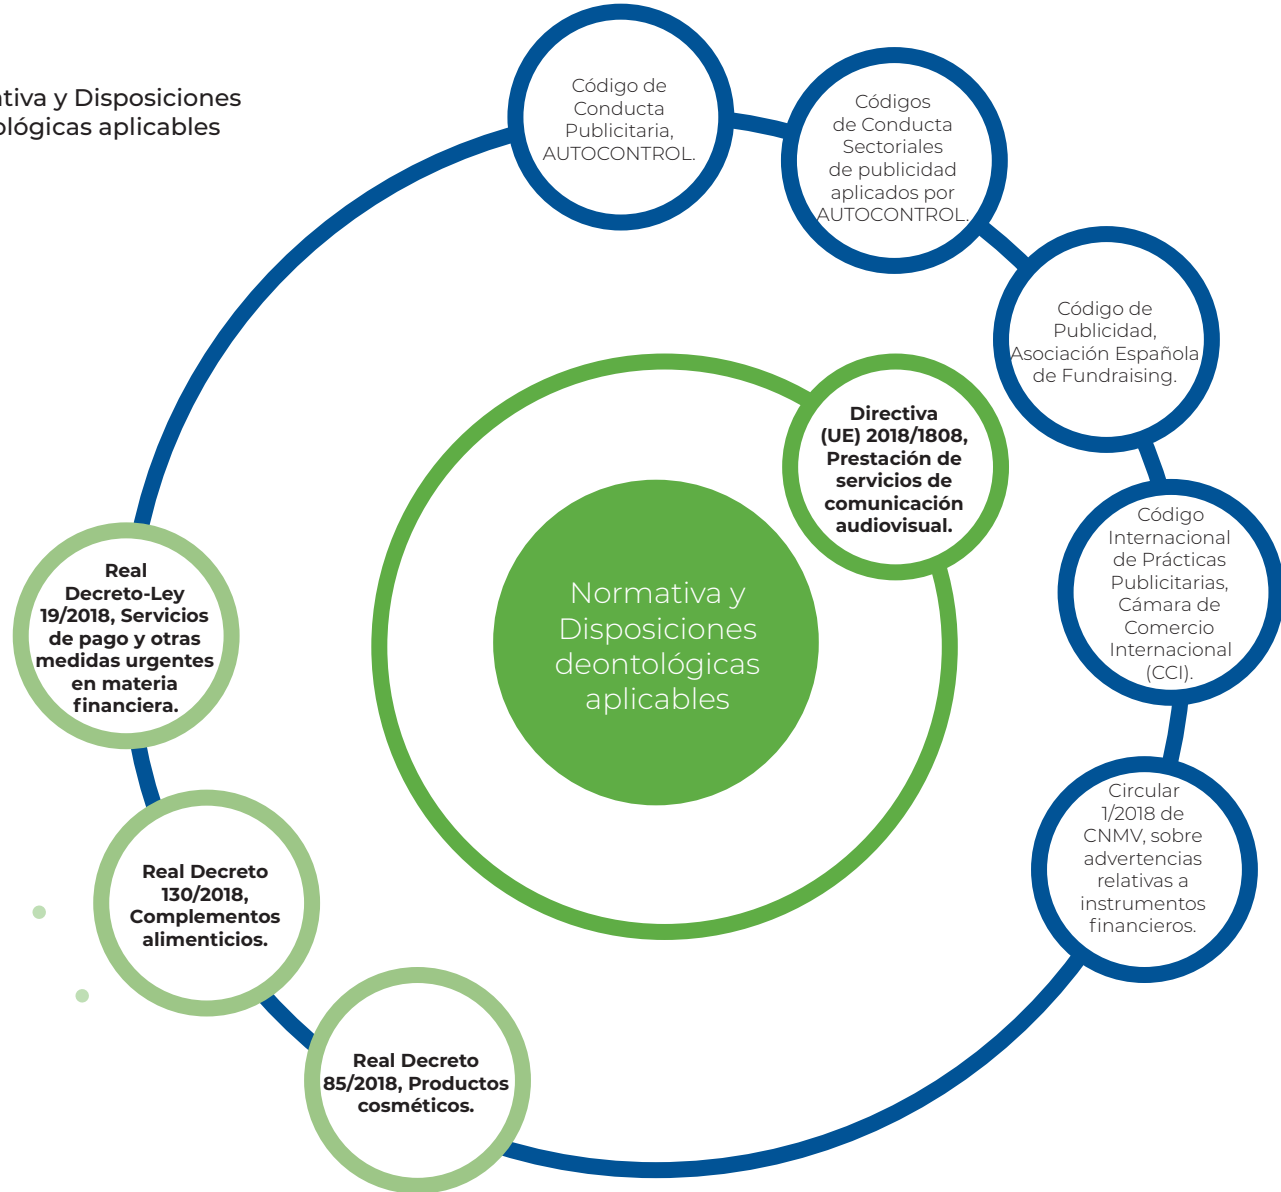 ativa y Disposiciones
ológicas aplicables
Código de
Conducta
Publicitaria,
AUTOCONTROL.
Códigos
de Conducta
Sectoriales
de publicidad
aplicados por
AUTOCONTROL.
Código de
Publicidad,
Asociación Española
de Fundraising.
Directiva
(UE) 2018/1808,
Prestación de
servicios de
comunicación
audiovisual.
Código
Internacional
de Prácticas
Publicitarias,
Cámara de
Comercio
Internacional
(CCI).
Real
Decreto-Ley
19/2018, Servicios
de pago y otras
medidas urgentes
en materia
financiera.
Normativa y
Disposiciones
deontológicas
aplicables
Circular
1/2018 de
CNMV, sobre
advertencias
relativas a
instrumentos
financieros.
Real Decreto
130/2018,
Complementos
alimenticios.
Real Decreto
85/2018, Productos
cosméticos.